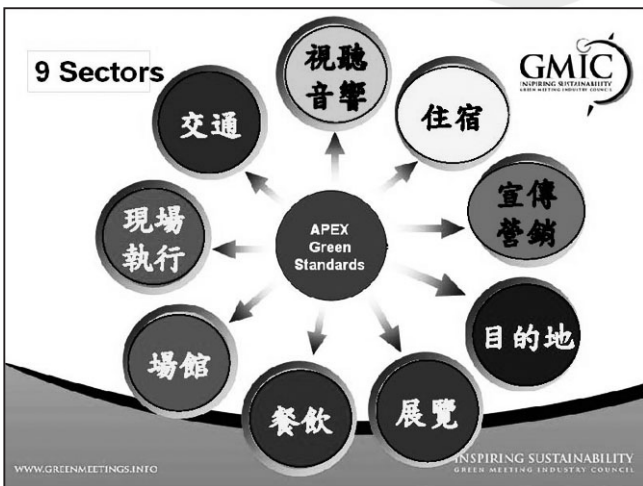 9 Sectors
視聽
音響
住宿
宣傳
營銷
目的地
展覽
餐飲
場館
現場
執行
交通
APEX
Green
Standards
GMIC
INSPIRING SUSTAINABILITY
GREEN MEETING INDUSTRY COUNCIL
WWW.GREENMEETINGS.INFO
INSPIRING SUSTAINABILITY
GREEN MEETING INDUSTRY COUNCIL